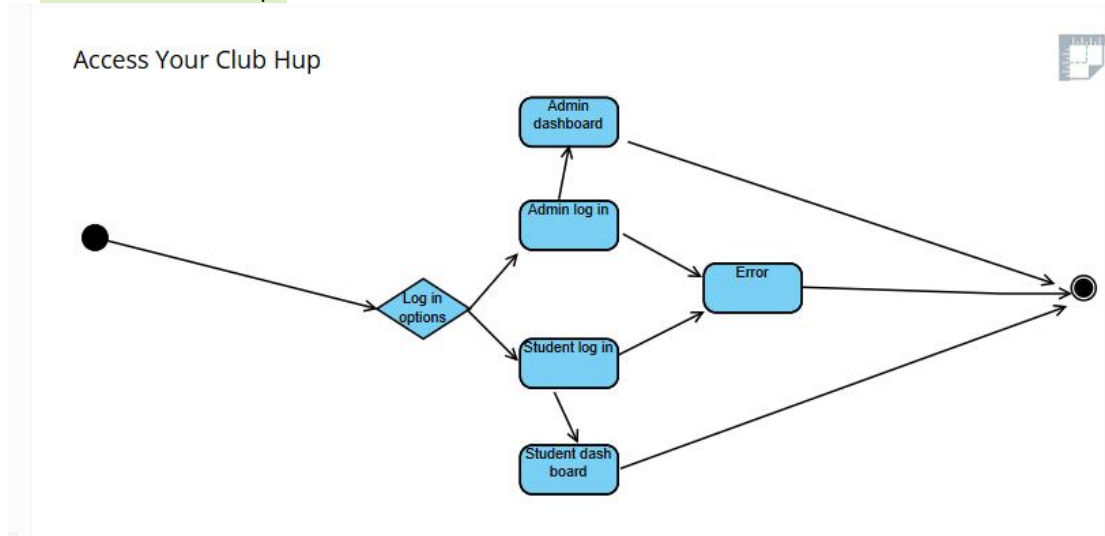 Access Your Club Hup
Admin
dashboard
Admin log in
Error
Log in
options
Student log in
Student dash
board